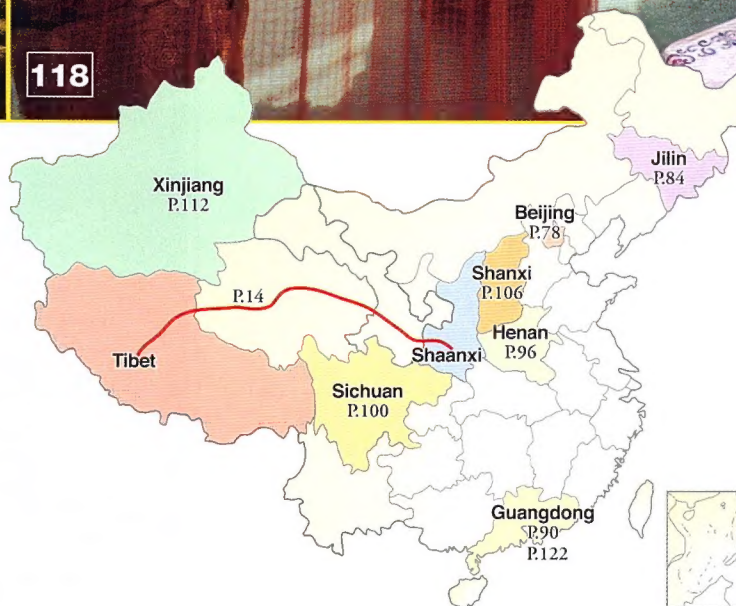 118
Xinjiang
P.112
Jilin
P.84
Beijing
P.78
Shanxi
P.106
P.14
Henan
P.96
Tibet
Shaanxi
Sichuan
P.100
Guangdong
P.90
P.122